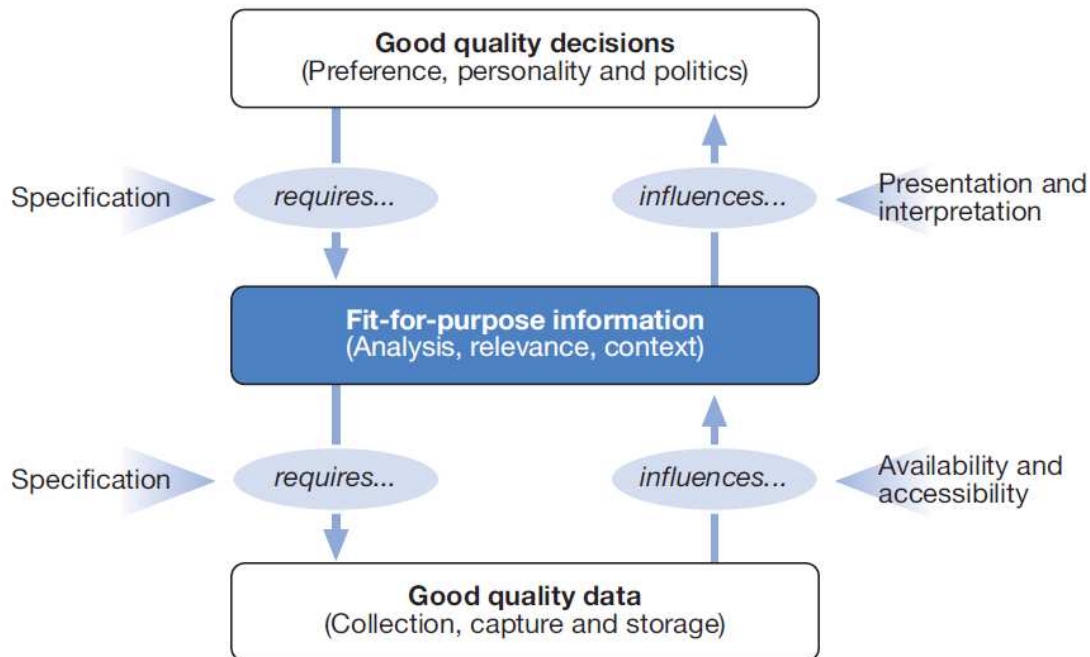 Good quality decisions
(Preference, personality and politics)
Specification
requires...
influences...
Presentation and
interpretation
Fit-for-purpose information
(Analysis, relevance, context)
Specification
requires...
influences...
Availability and
accessibility
Good quality data
(Collection, capture and storage)